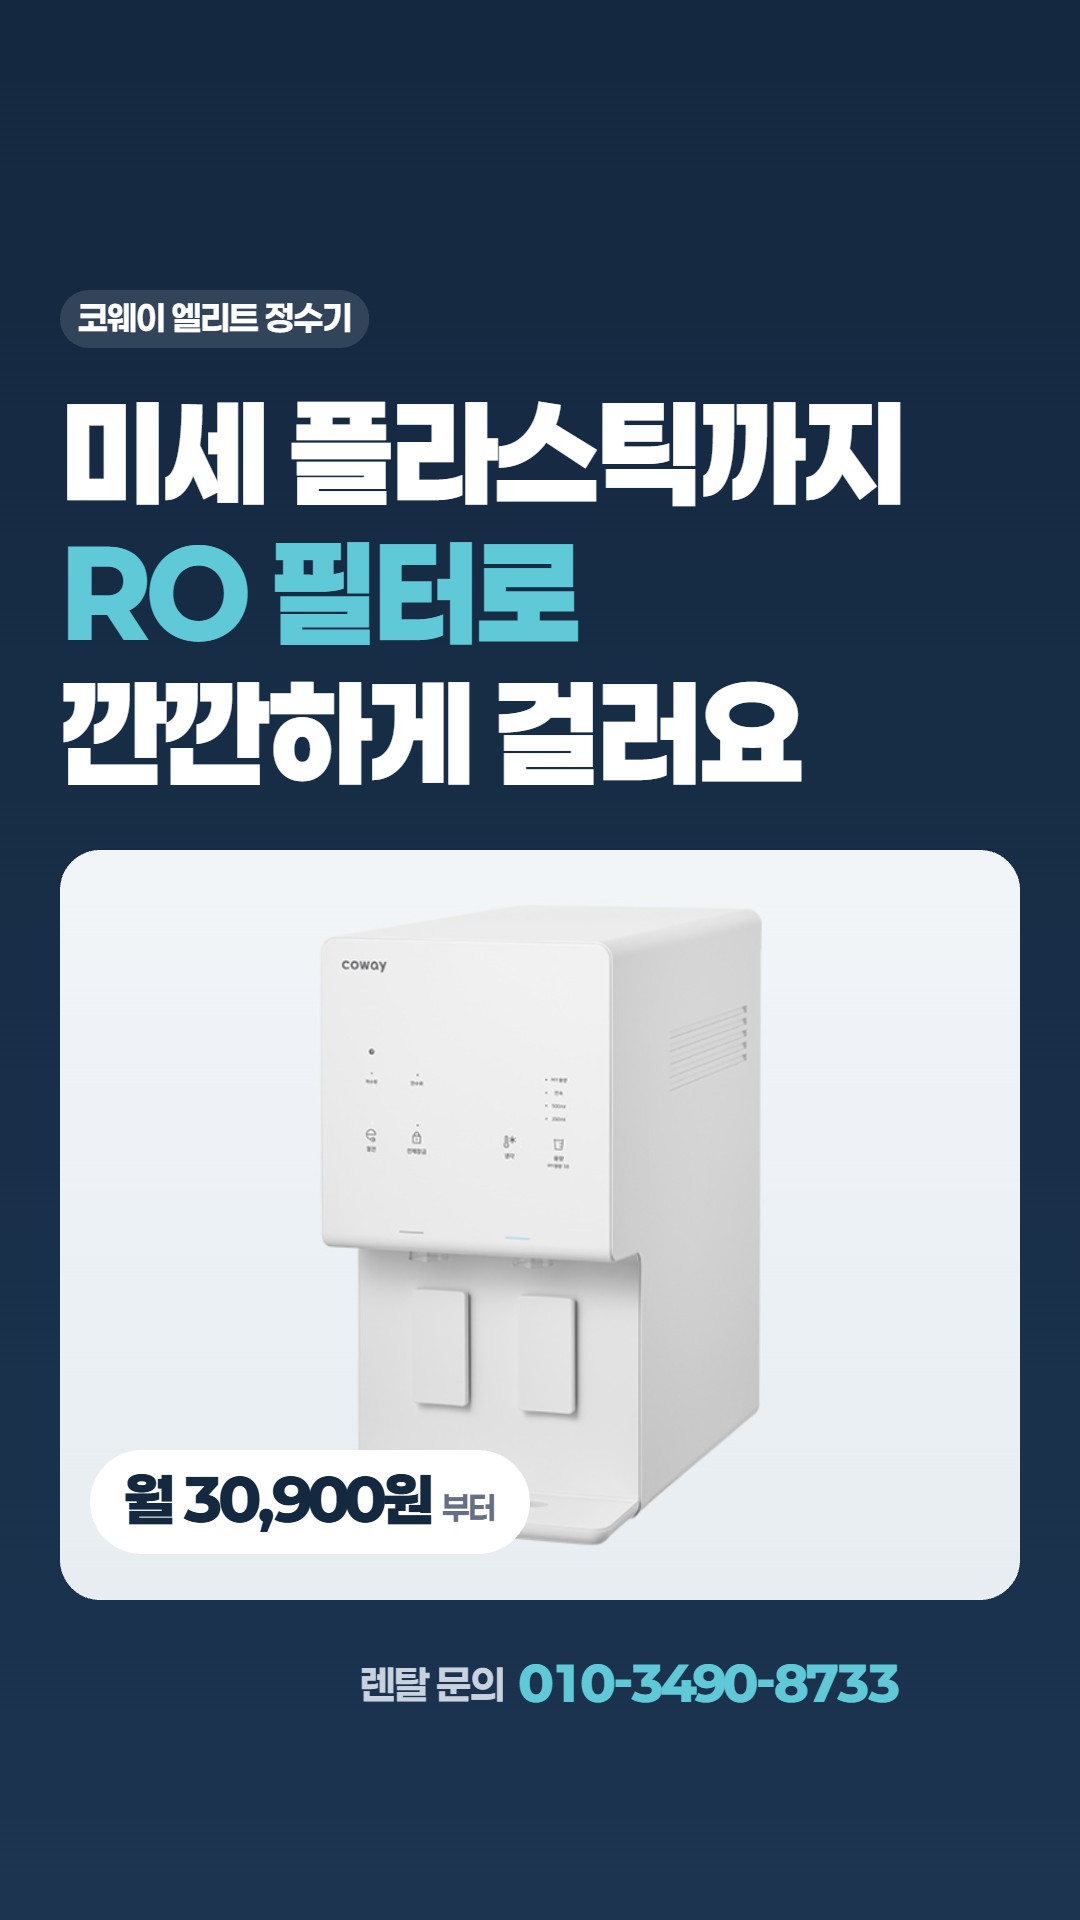 코웨이 엘리트 정수기
미세 플라스틱까지
RO 필터로
깐깐하게 걸러요
coway
월 30,900원 부터
렌탈 문의 010-3490-8733